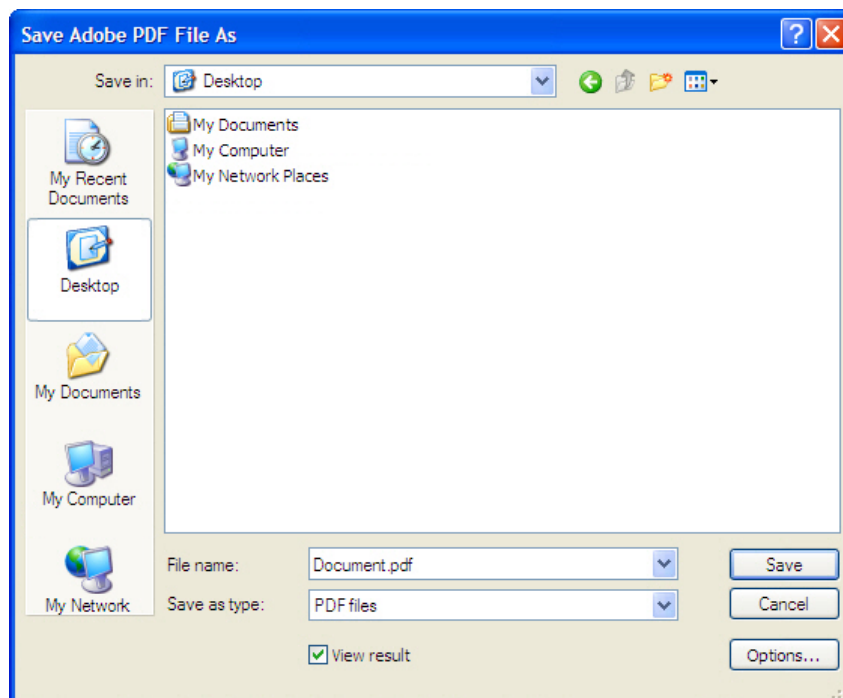 Save Adobe PDF File As
Save in: Desktop
My Documents
My Computer
My Network Places
My Recent
Documents
Desktop
My Documents
My Computer
My Network
File name: Document.pdf Save
Save as type: PDF files Cancel
View result Options...